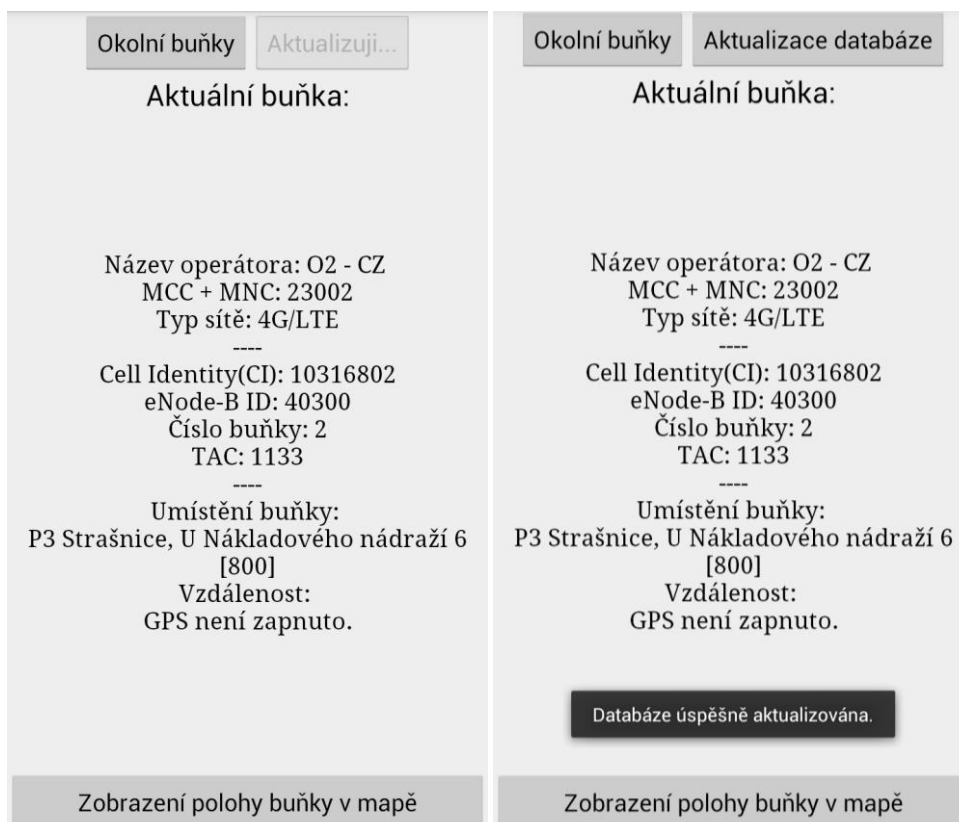 Okolní buňky
Aktualizuji...
Aktuální buňka:
Název operátora: O2 - CZ
MCC + MNC: 23002
Typ sítě: 4G/LTE
----
Cell Identity(CI): 10316802
eNode-B ID: 40300
Číslo buňky: 2
TAC: 1133
----
Umístění buňky:
P3 Strašnice, U Nákladového nádraží 6
[800]
Vzdálenost:
GPS není zapnuto.
Zobrazení polohy buňky v mapě
Okolní buňky
Aktualizace databáze
Aktuální buňka:
Název operátora: O2 - CZ
MCC + MNC: 23002
Typ sítě: 4G/LTE
----
Cell Identity(CI): 10316802
eNode-B ID: 40300
Číslo buňky: 2
TAC: 1133
----
Umístění buňky:
P3 Strašnice, U Nákladového nádraží 6
[800]
Vzdálenost:
GPS není zapnuto.
Databáze úspěšně aktualizována.
Zobrazení polohy buňky v mapě